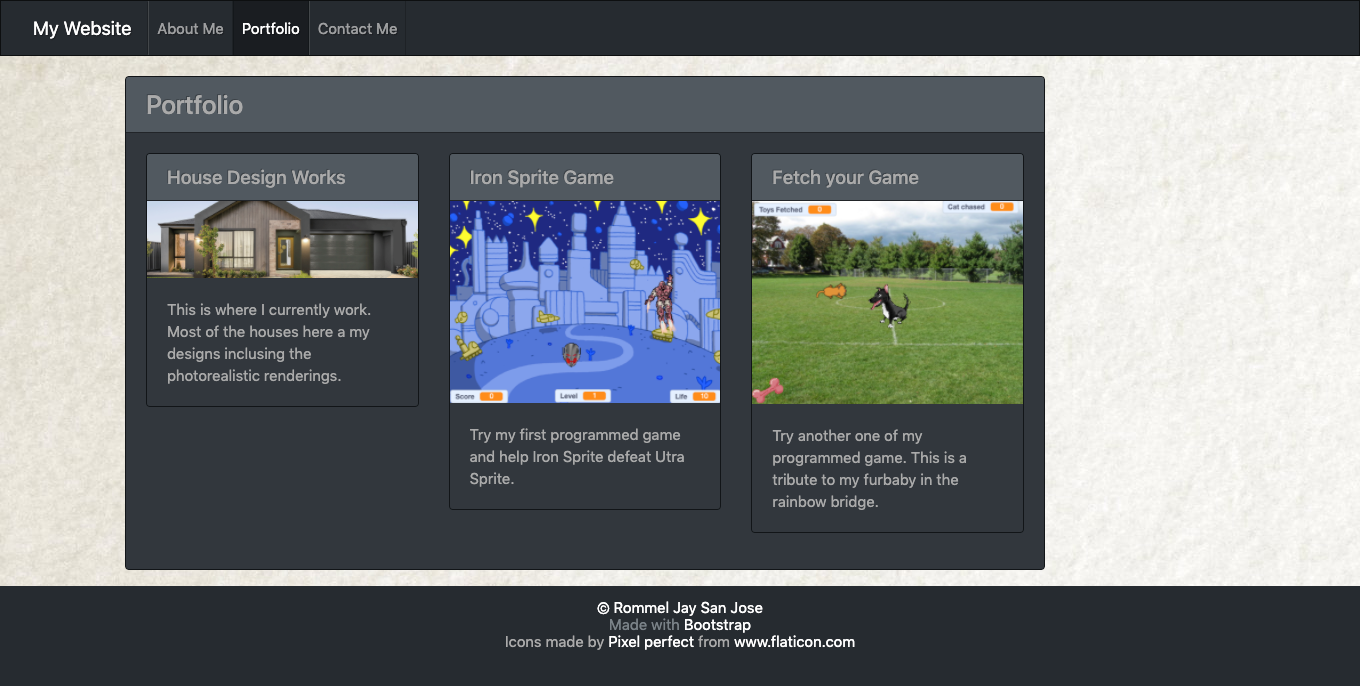 My Website About Me Portfolio Contact Me
Portfolio
House Design Works
This is where I currently work.
Most of the houses here a my
designs inclusing the
photorealistic renderings.
Iron Sprite Game
Score 0 Level 1 Life 10
Try my first programmed game
and help Iron Sprite defeat Utra
Sprite.
Fetch your Game
Toys Fetched 0 Cat chased 0
Try another one of my
programmed game. This is a
tribute to my furbaby in the
rainbow bridge.
© Rommel Jay San Jose
Made with Bootstrap
Icons made by Pixel perfect from www.flaticon.com